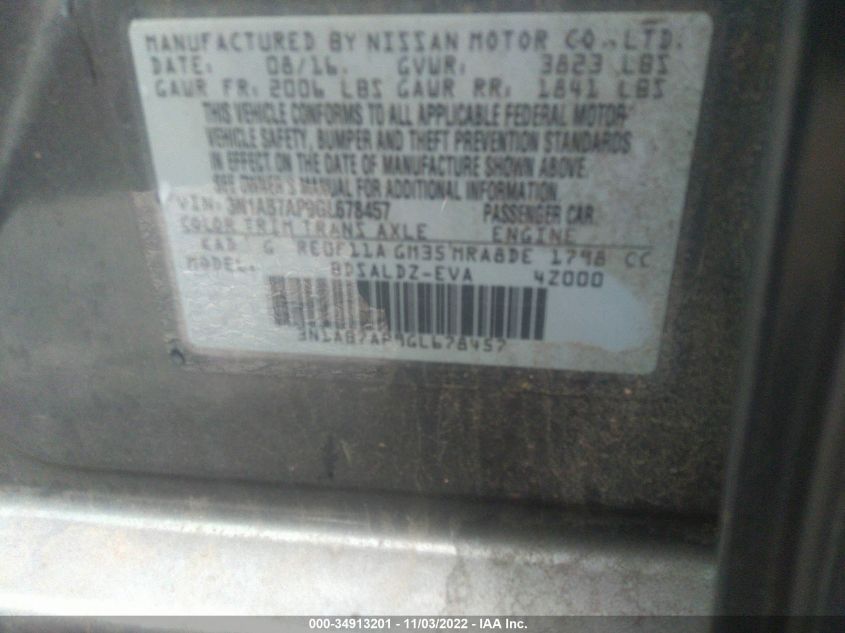 MANUFACTURED BY NISSAN MOTOR CO., LTD.
DATE: 08/16 GVWR: 3823 LBS
GAWR FR: 2006 LBS GAWR RR: 1841 LBS
THIS VEHICLE CONFORMS TO ALL APPLICABLE FEDERAL MOTOR
VEHICLE SAFETY, BUMPER AND THEFT PREVENTION STANDARDS
IN EFFECT ON THE DATE OF MANUFACTURE SHOWN ABOVE.
SEE OWNER'S MANUAL FOR ADDITIONAL INFORMATION.
VIN: 3N1AB7AP9GL678457 PASSENGER CAR
COLOR TRIM TRANS AXLE ENGINE
KAD G RE0F11A GM35 MRA8DE 1798 CC
MODEL: BDSALDZ-EVA 4Z000
3N1AB7AP9GL678457
000-34913201 - 11/03/2022 - IAA Inc.